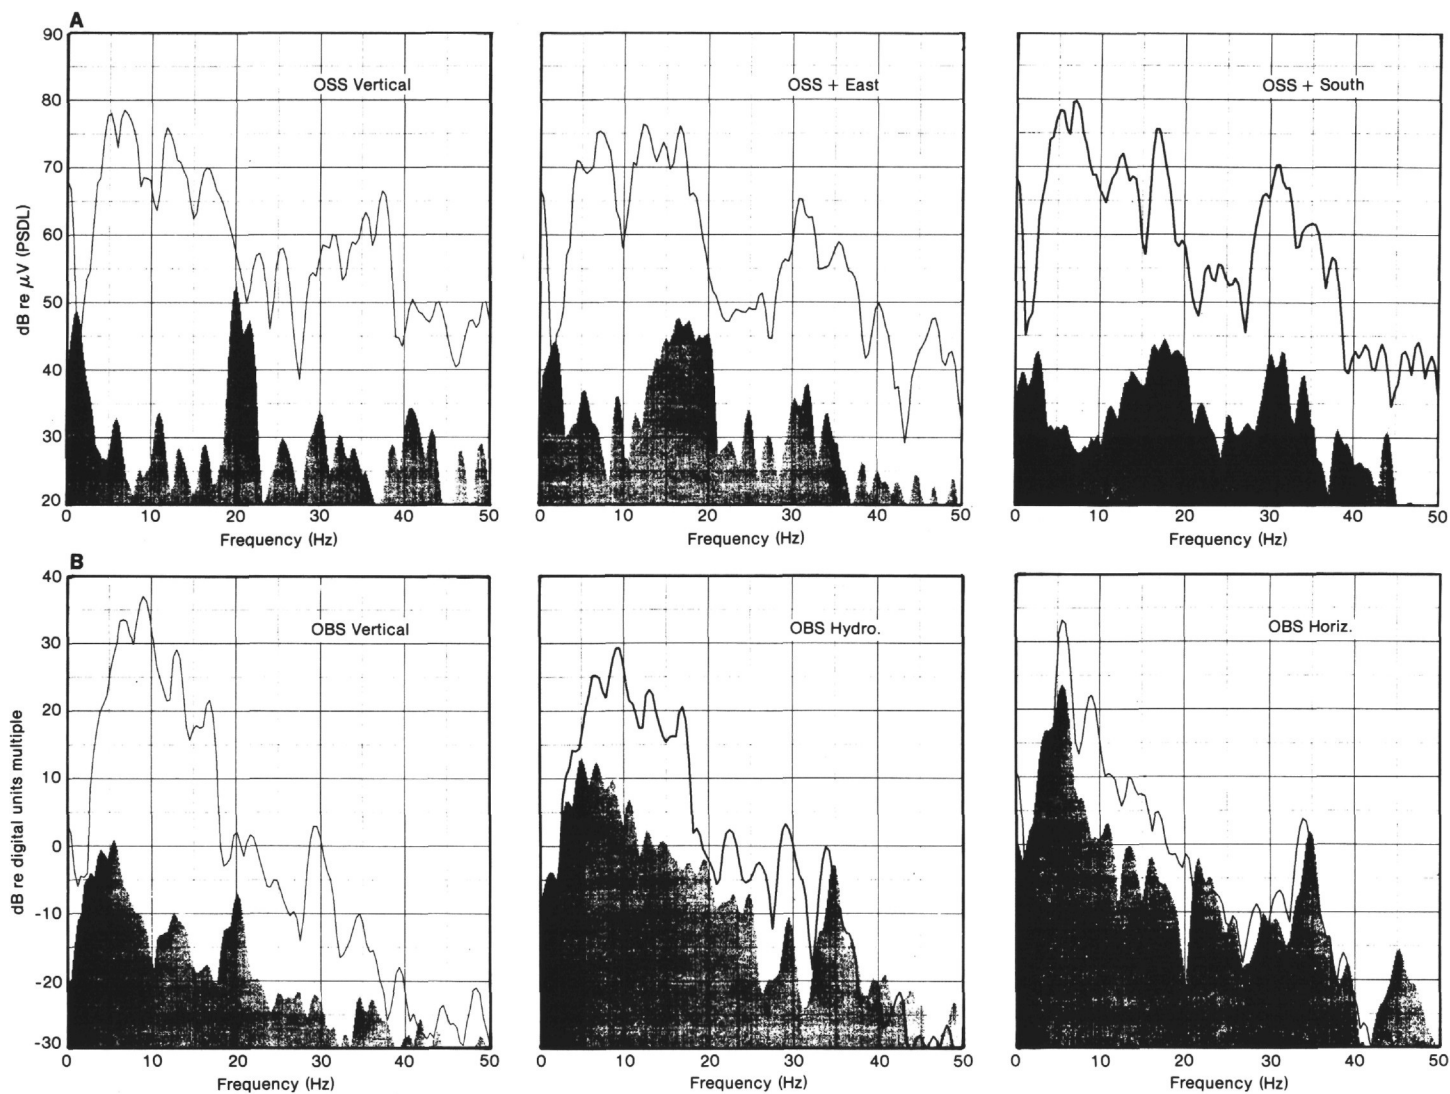 A
90
80
70
60
50
40
30
20
dB re μV (PSDL)
OSS Vertical
OSS + East
OSS + South
0 10 20 30 40 50
0 10 20 30 40 50
0 10 20 30 40 50
Frequency (Hz)
Frequency (Hz)
Frequency (Hz)
B
40
30
20
10
0
-10
-20
-30
dB re digital units multiple
OBS Vertical
OBS Hydro.
OBS Horiz.
0 10 20 30 40 50
0 10 20 30 40 50
0 10 20 30 40 50
Frequency (Hz)
Frequency (Hz)
Frequency (Hz)